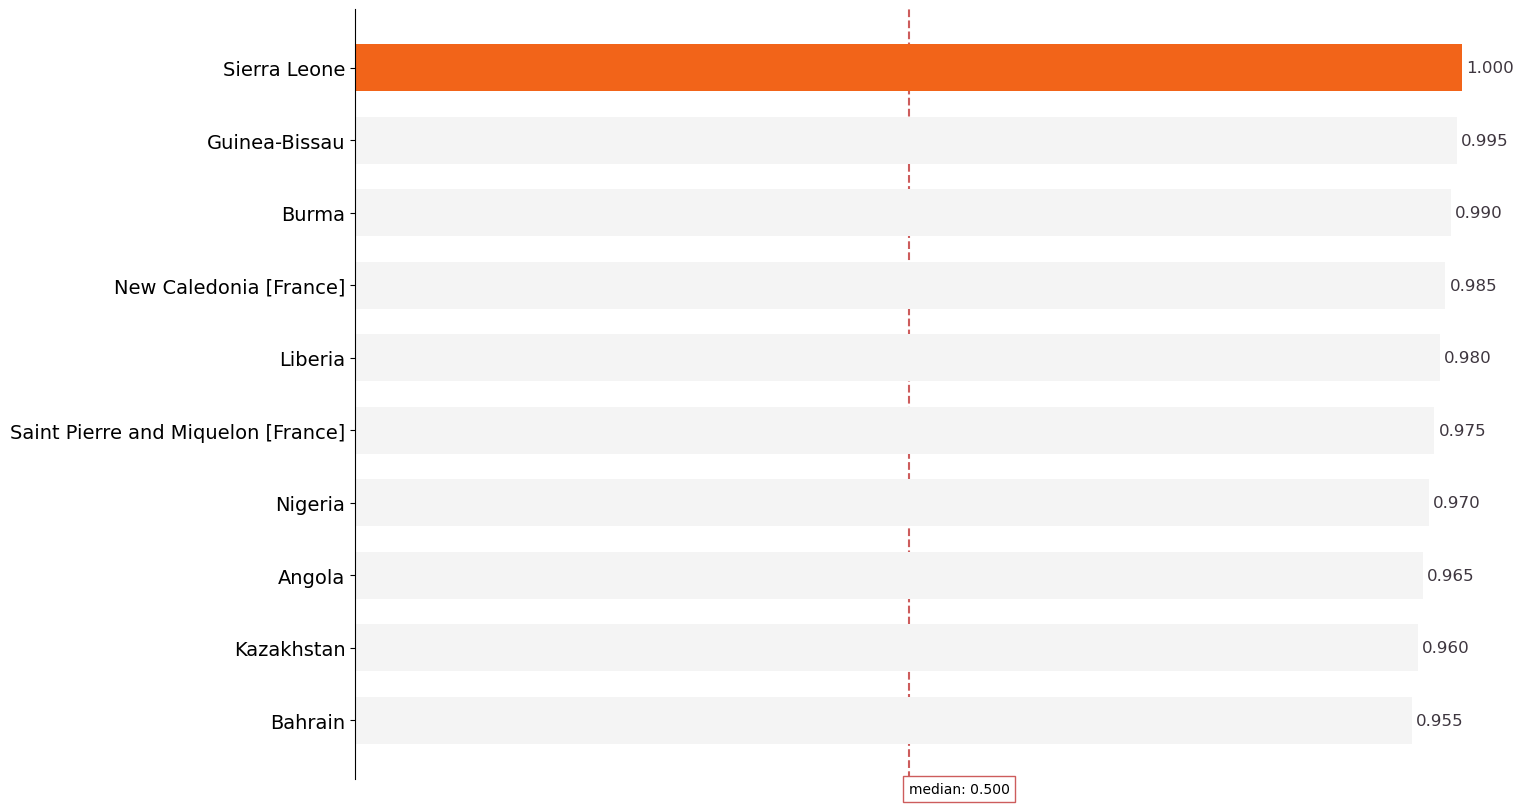 Sierra Leone 1.000
Guinea-Bissau 0.995
Burma 0.990
New Caledonia [France] 0.985
Liberia 0.980
Saint Pierre and Miquelon [France] 0.975
Nigeria 0.970
Angola 0.965
Kazakhstan 0.960
Bahrain 0.955
median: 0.500